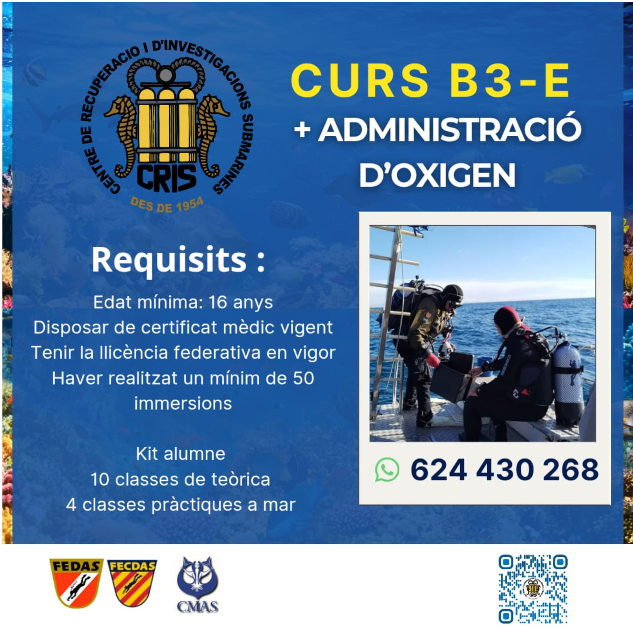 CENTRE DE RECUPERACIO I D'INVESTIGACIONS SUBMARINES
CRIS
DES DE 1954
CURS B3-E
+ ADMINISTRACIÓ
D'OXIGEN
Requisits :
Edat mínima: 16 anys
Disposar de certificat mèdic vigent
Tenir la llicència federativa en vigor
Haver realitzat un mínim de 50
immersions
Kit alumne
10 classes de teòrica
4 classes pràctiques a mar
624 430 268
FEDAS
FECDAS
CMAS